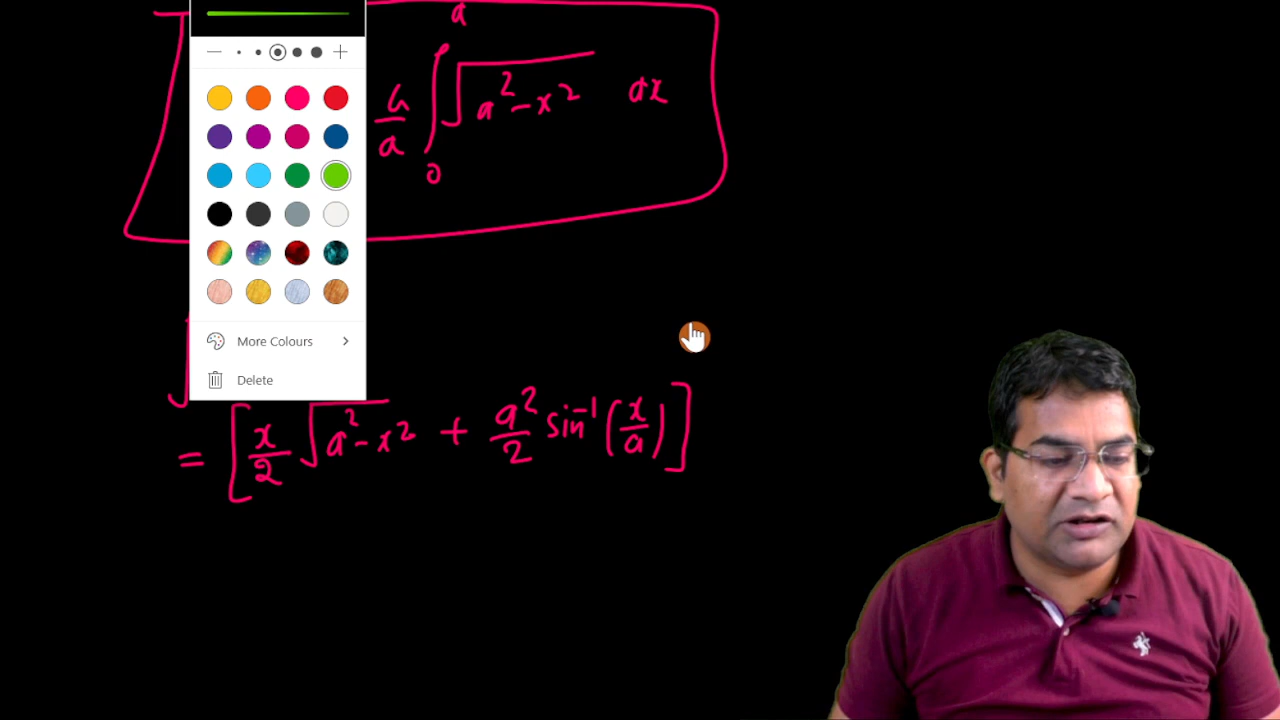 a
b/a ∫ √a²-x² dx
0
More Colours
Delete
= [x/2 √a²-x² + a²/2 sin⁻¹(x/a)]